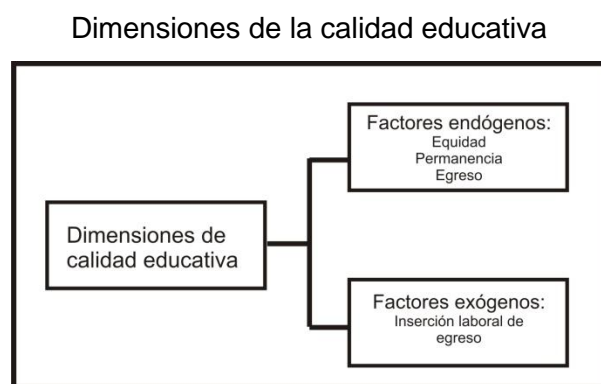 Dimensiones de la calidad educativa
Dimensiones de
calidad educativa
Factores endógenos:
Equidad
Permanencia
Egreso
Factores exógenos:
Inserción laboral de
egreso